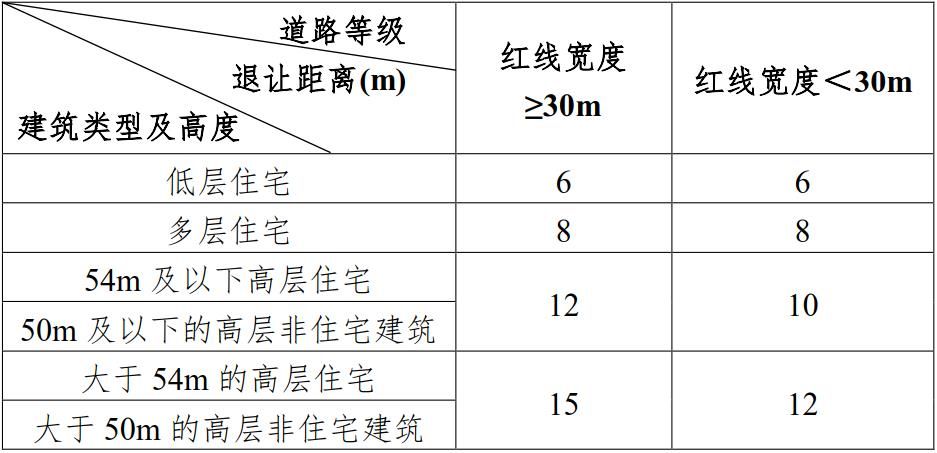 道路等级
退让距离(m)
建筑类型及高度
红线宽度
≥30m
红线宽度＜30m
低层住宅 6 6
多层住宅 8 8
54m 及以下高层住宅
12 10
50m 及以下的高层非住宅建筑
大于 54m 的高层住宅
15 12
大于 50m 的高层非住宅建筑